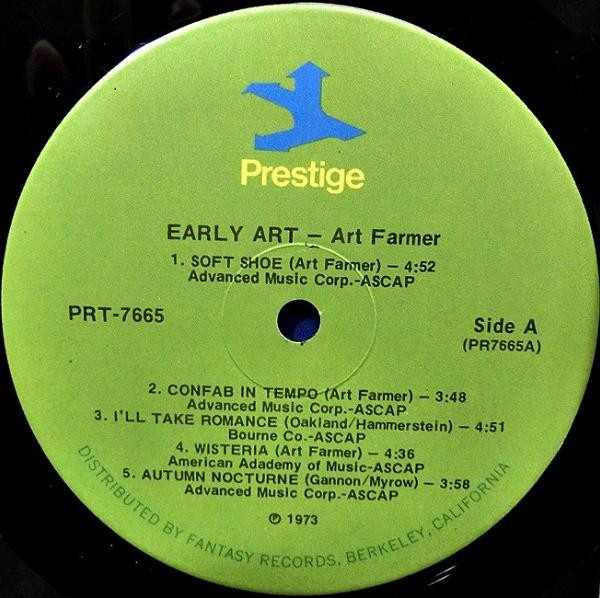 Prestige
EARLY ART – Art Farmer
1. SOFT SHOE (Art Farmer) – 4:52
Advanced Music Corp.-ASCAP
PRT-7665
Side A
(PR7665A)
2. CONFAB IN TEMPO (Art Farmer) – 3:48
Advanced Music Corp.-ASCAP
3. I'LL TAKE ROMANCE (Oakland/Hammerstein) – 4:51
Bourne Co.-ASCAP
4. WISTERIA (Art Farmer) – 4:36
American Adademy of Music-ASCAP
5. AUTUMN NOCTURNE (Gannon/Myrow) – 3:58
Advanced Music Corp.-ASCAP
℗ 1973
DISTRIBUTED BY FANTASY RECORDS, BERKELEY, CALIFORNIA